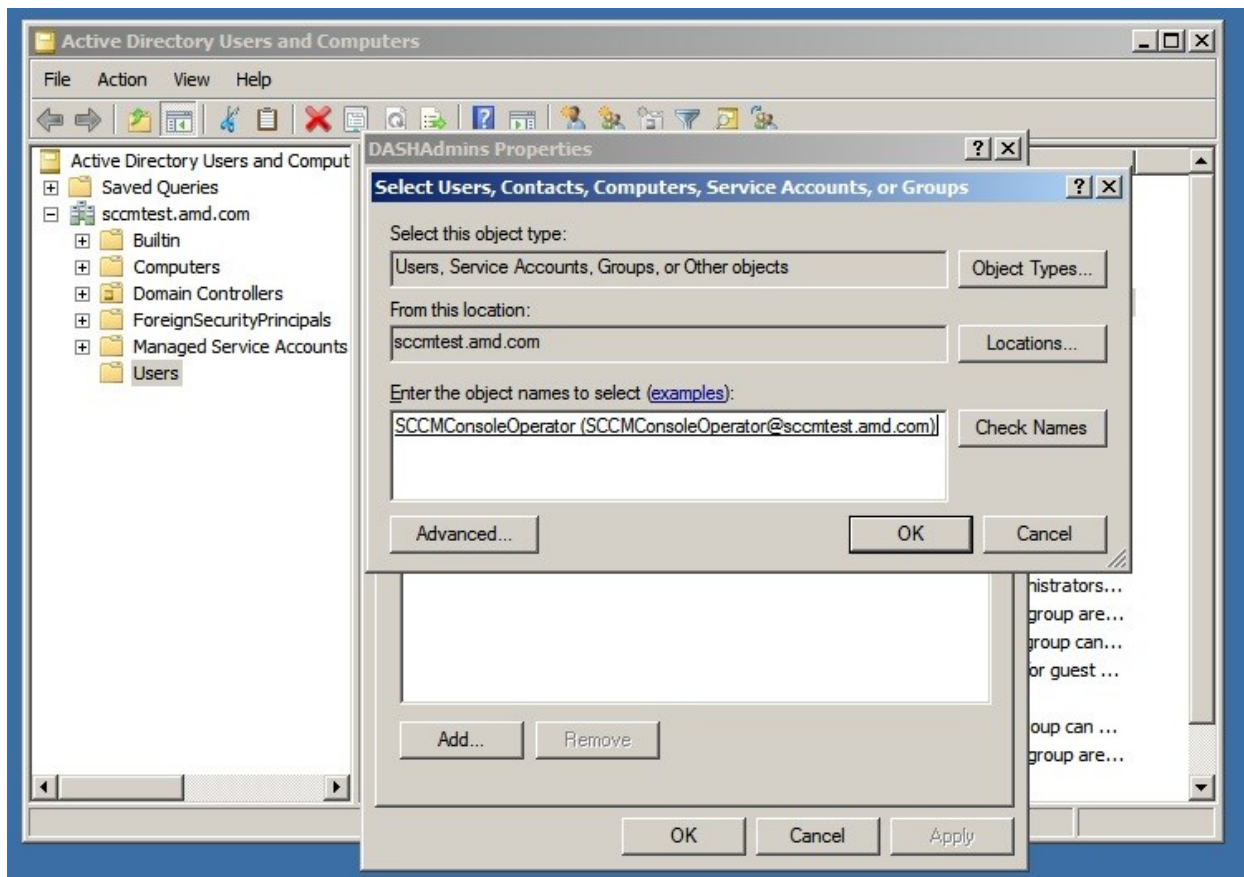 Active Directory Users and Computers
File Action View Help
Active Directory Users and Comput
Saved Queries
sccmtest.amd.com
Builtin
Computers
Domain Controllers
ForeignSecurityPrincipals
Managed Service Accounts
Users
DASHAdmins Properties
Select Users, Contacts, Computers, Service Accounts, or Groups
Select this object type:
Users, Service Accounts, Groups, or Other objects
Object Types...
From this location:
sccmtest.amd.com
Locations...
Enter the object names to select (examples):
SCCMConsoleOperator (SCCMConsoleOperator@sccmtest.amd.com)
Check Names
Advanced...
OK
Cancel
nistrators...
group are...
group can...
or guest ...
oup can ...
group are...
Add...
Remove
OK
Cancel
Apply